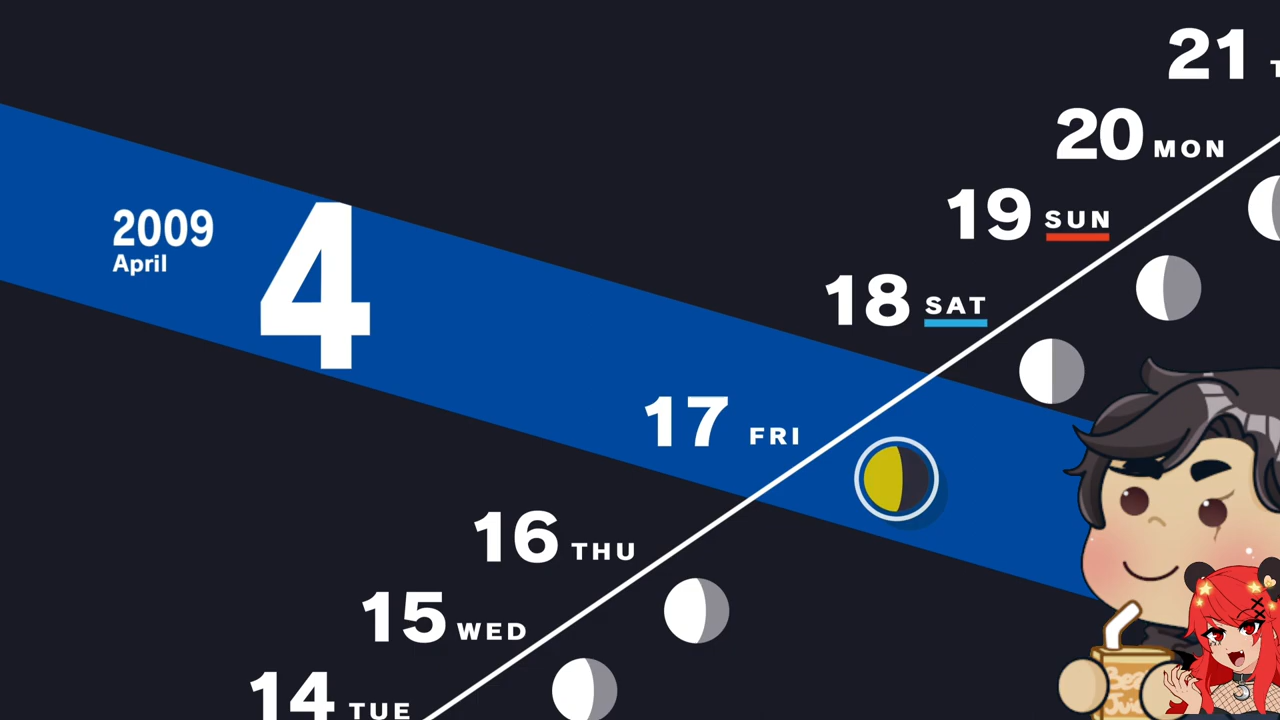 21
20 MON
19 SUN
2009
April
4
18 SAT
17 FRI
16 THU
15 WED
14 TUE